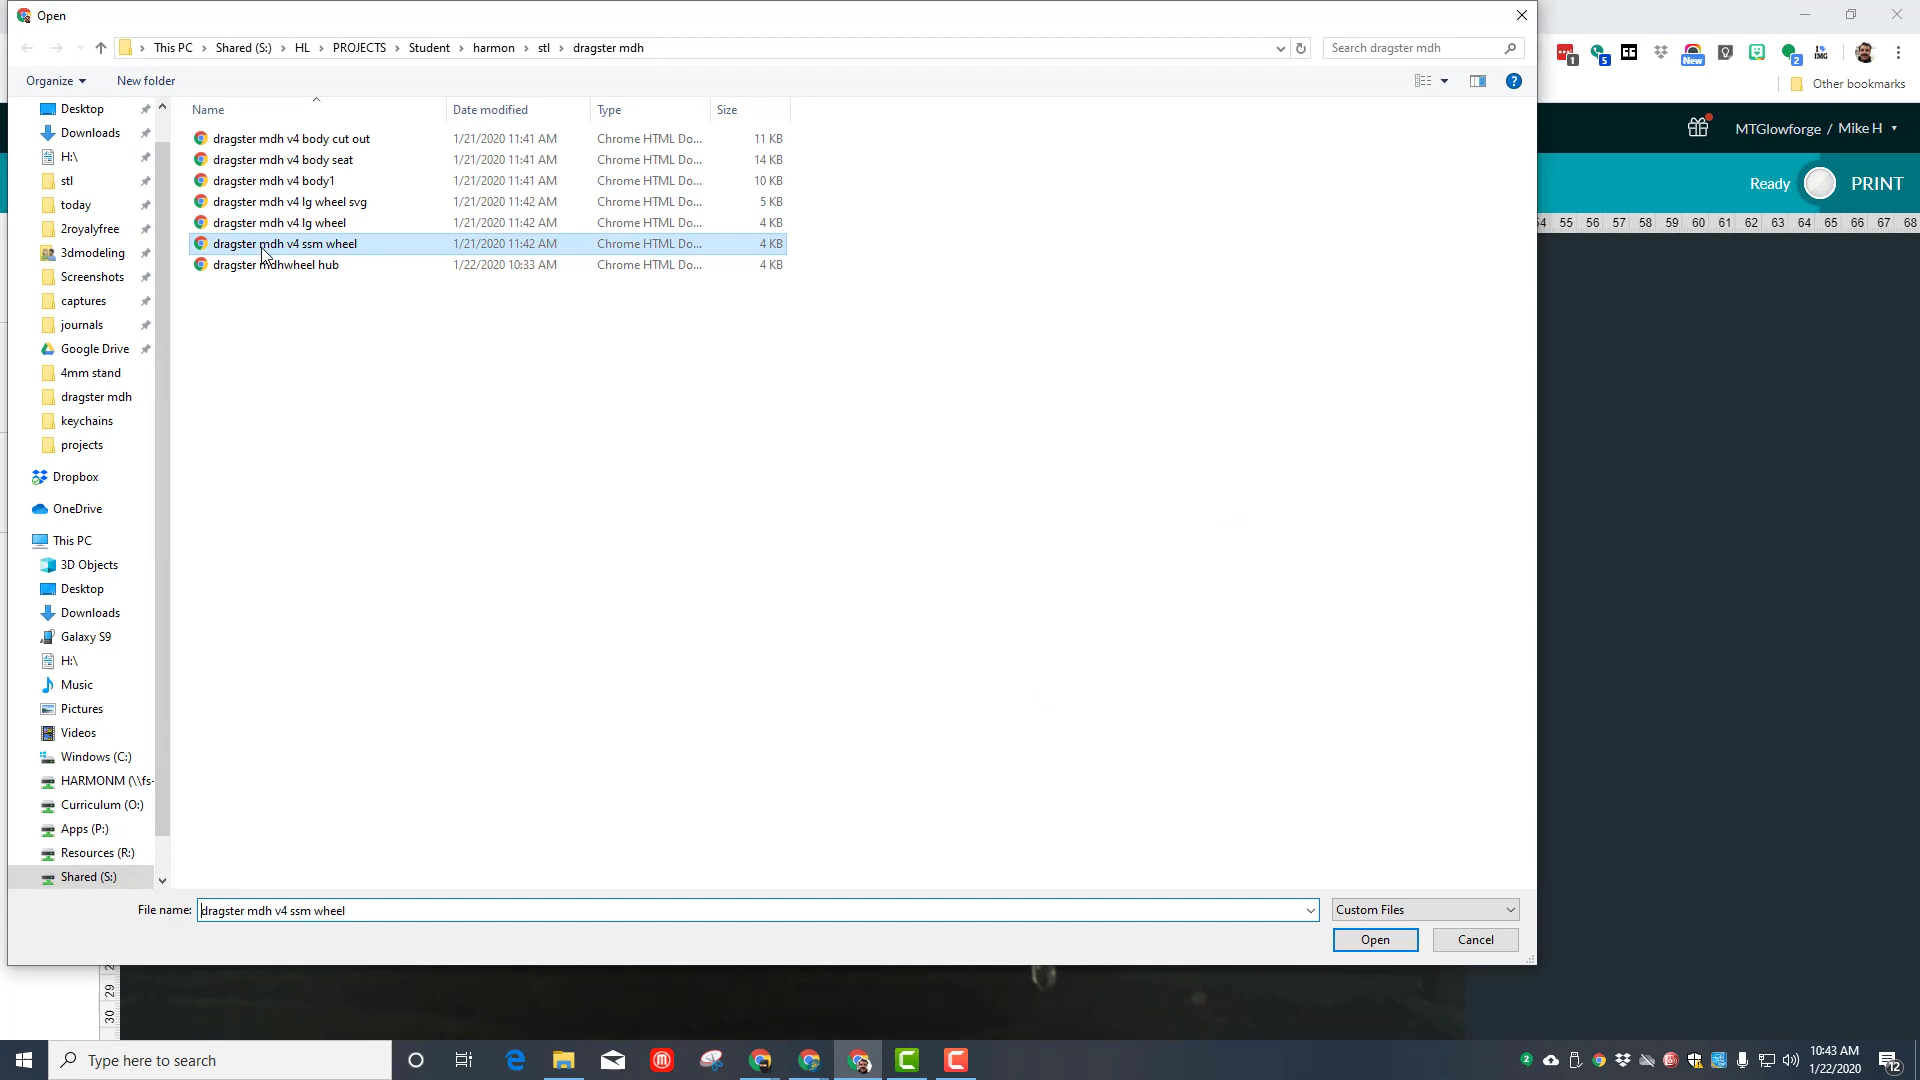 Open
This PC > Shared (S:) > HL > PROJECTS > Student > harmon > stl > dragster mdh
Search dragster mdh
Organize
New folder
Name
Date modified
Type
Size
dragster mdh v4 body cut out 1/21/2020 11:41 AM Chrome HTML Do... 11 KB
dragster mdh v4 body seat 1/21/2020 11:41 AM Chrome HTML Do... 14 KB
dragster mdh v4 body1 1/21/2020 11:41 AM Chrome HTML Do... 10 KB
dragster mdh v4 lg wheel svg 1/21/2020 11:42 AM Chrome HTML Do... 5 KB
dragster mdh v4 lg wheel 1/21/2020 11:42 AM Chrome HTML Do... 4 KB
dragster mdh v4 ssm wheel 1/21/2020 11:42 AM Chrome HTML Do... 4 KB
dragster mdhwheel hub 1/22/2020 10:33 AM Chrome HTML Do... 4 KB
Desktop
Downloads
H:\
stl
today
2royalyfree
3dmodeling
Screenshots
captures
journals
Google Drive
4mm stand
dragster mdh
keychains
projects
Dropbox
OneDrive
This PC
3D Objects
Desktop
Downloads
Galaxy S9
H:\
Music
Pictures
Videos
Windows (C:)
HARMONM (\\fs-
Curriculum (O:)
Apps (P:)
Resources (R:)
Shared (S:)
File name: dragster mdh v4 ssm wheel
Custom Files
Open
Cancel
1
5
New
2
Other bookmarks
MTGlowforge / Mike H
Ready
PRINT
54 55 56 57 58 59 60 61 62 63 64 65 66 67 68
29
30
Type here to search
10:43 AM
1/22/2020
12